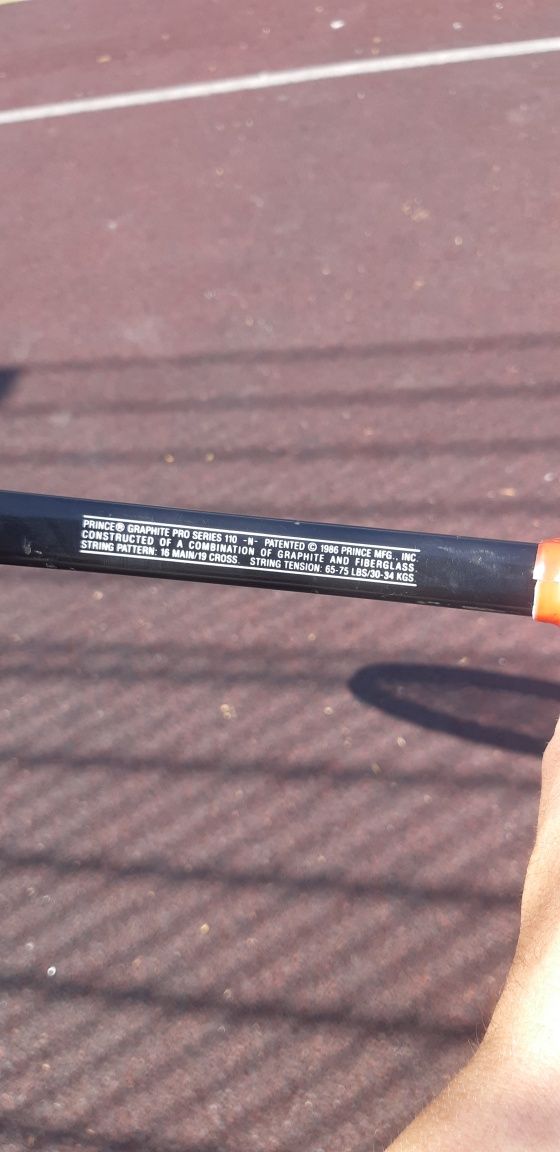 PRINCE® GRAPHITE PRO SERIES 110 -N- PATENTED © 1986 PRINCE MFG., INC
CONSTRUCTED OF A COMBINATION OF GRAPHITE AND FIBERGLASS.
STRING PATTERN: 16 MAIN/19 CROSS. STRING TENSION: 65-75 LBS/30-34 KGS